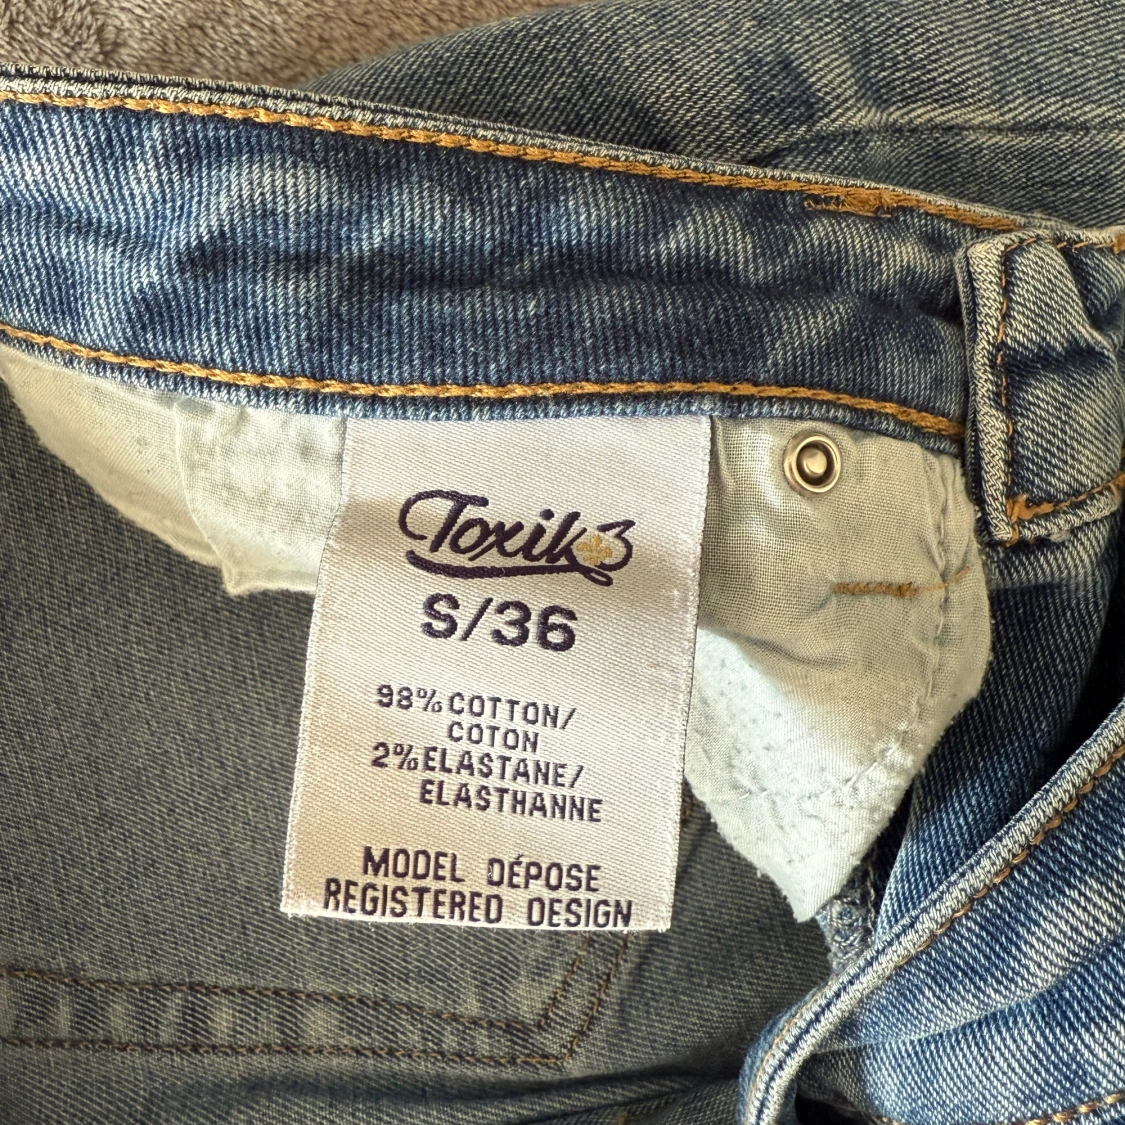 Toxik3
S/36
98% COTTON/
COTON
2% ELASTANE/
ELASTHANNE
MODEL DÉPOSE
REGISTERED DESIGN